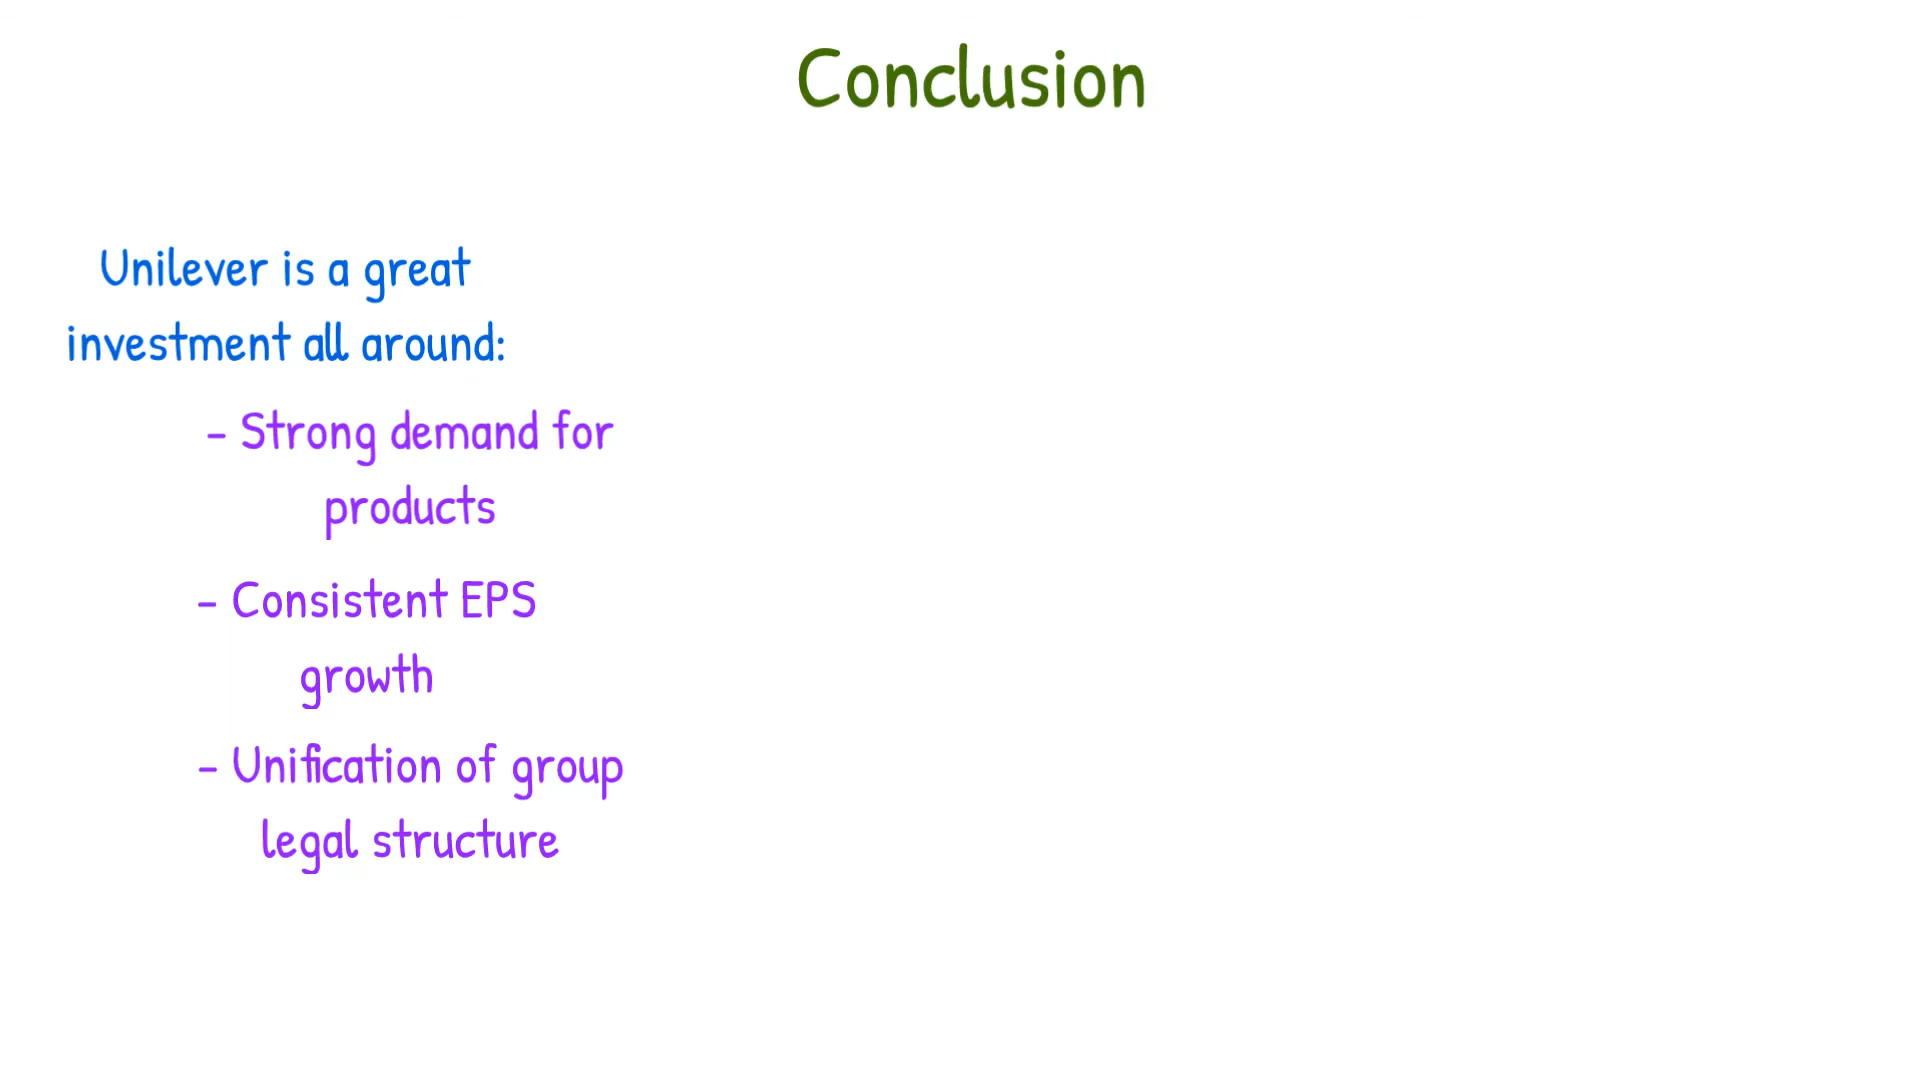 Conclusion
Unilever is a great
investment all around:
- Strong demand for
products
- Consistent EPS
growth
- Unification of group
legal structure